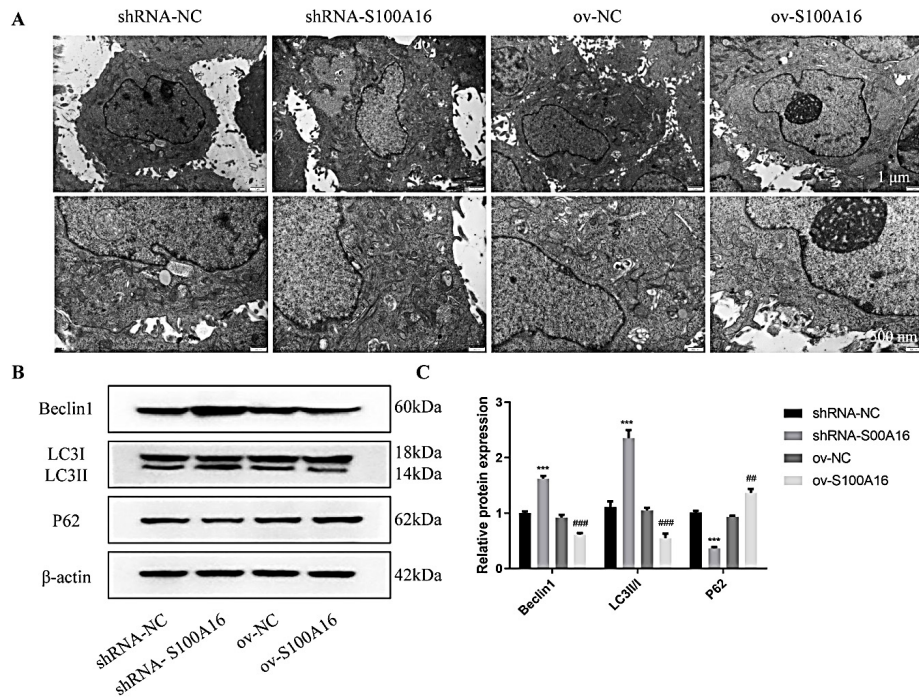 A
shRNA-NC
shRNA-S100A16
ov-NC
ov-S100A16
1 μm
500 nm
B
Beclin1
60kDa
LC3I
18kDa
LC3II
14kDa
P62
62kDa
β-actin
42kDa
shRNA-NC
shRNA- S100A16
ov-NC
ov-S100A16
C
Relative protein expression
3
2
1
0
***
###
***
###
***
##
Beclin1
LC3II/I
P62
shRNA-NC
shRNA-S00A16
ov-NC
ov-S100A16